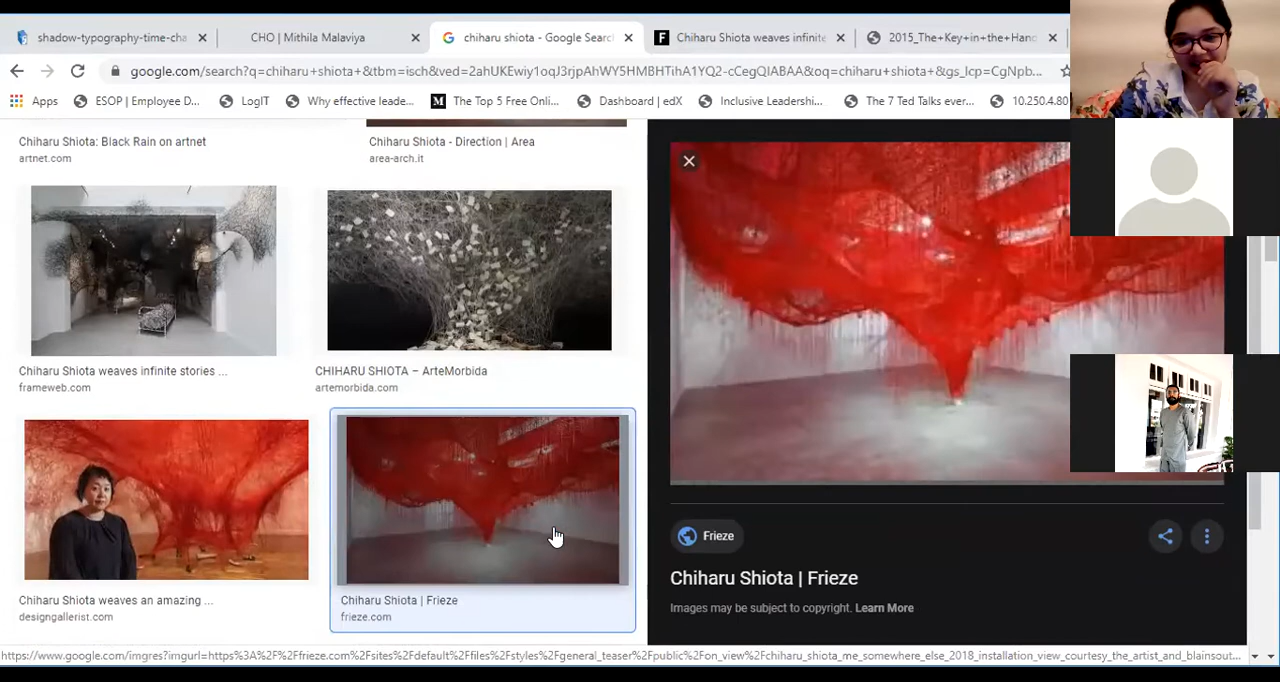 shadow-typography-time-cha
CHO | Mithila Malaviya
chiharu shiota - Google Searc
Chiharu Shiota weaves infinite
2015_The+Key+in+the+Hand
google.com/search?q=chiharu+shiota+&tbm=isch&ved=2ahUKEwiy1oqJ3rjpAhWY5HMBHTihA1YQ2-cCegQIABAA&oq=chiharu+shiota+&gs_lcp=CgNpb...
Apps
ESOP | Employee D...
LogIT
Why effective leade...
The Top 5 Free Onli...
Dashboard | edX
Inclusive Leadershi...
The 7 Ted Talks ever...
10.250.4.80
Chiharu Shiota: Black Rain on artnet
artnet.com
Chiharu Shiota - Direction | Area
area-arch.it
Chiharu Shiota weaves infinite stories ...
frameweb.com
CHIHARU SHIOTA – ArteMorbida
artemorbida.com
Chiharu Shiota weaves an amazing ...
designgallerist.com
Chiharu Shiota | Frieze
frieze.com
Frieze
Chiharu Shiota | Frieze
Images may be subject to copyright. Learn More
https://www.google.com/imgres?imgurl=https%3A%2F%2Ffrieze.com%2Fsites%2Fdefault%2Ffiles%2Fstyles%2Fgeneral_teaser%2Fpublic%2Fon_view%2Fchiharu_shiota_me_somewhere_else_2018_installation_view_courtesy_the_artist_and_blainsout...